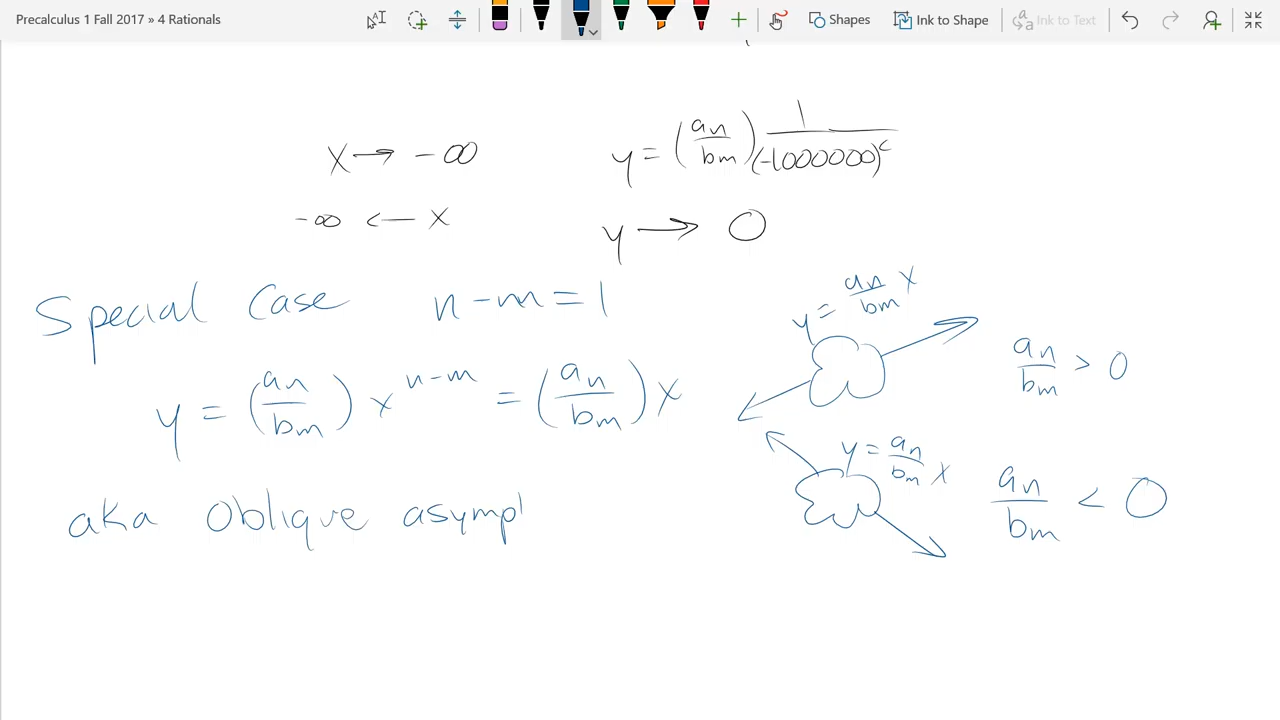 Precalculus 1 Fall 2017 » 4 Rationals
Shapes
Ink to Shape
Ink to Text
x → -∞
y = (an/bm) 1/(-1000000)^c
-∞ ← x
y → 0
Special Case n-m=1
y = an/bm x
an/bm > 0
y = (an/bm) x^n-m = (an/bm) x
y = an/bm x
an/bm < 0
aka Oblique asymp